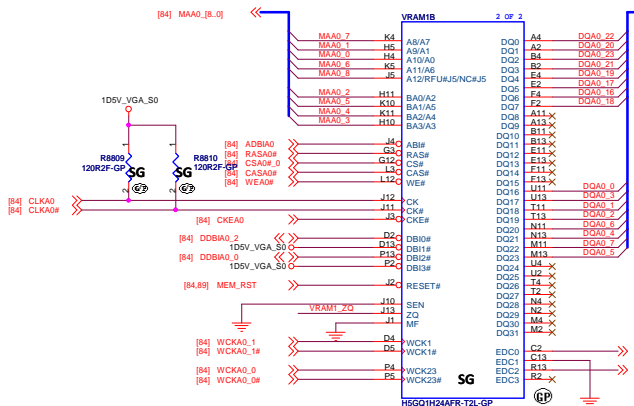 [84] MAA0_[8..0]
VRAM1B
2 OF 2
MAA0_7 K4 A8/A7 DQ0 A4 DQA0_22
MAA0_1 H5 A9/A1 DQ1 A2 DQA0_20
MAA0_0 H4 A10/A0 DQ2 B4 DQA0_23
MAA0_6 K5 A11/A6 DQ3 B2 DQA0_21
MAA0_8 J5 A12/RFU#J5/NC#J5 DQ4 E4 DQA0_19
DQ5 E2 DQA0_17
MAA0_2 H11 BA0/A2 DQ6 F4 DQA0_16
MAA0_5 K10 BA1/A5 DQ7 F2 DQA0_18
MAA0_4 K11 BA2/A4 DQ8 A11
MAA0_3 H10 BA3/A3 DQ9 A13
1D5V_VGA_S0
DQ10 B11
[84] ADBIA0 J4 ABI# DQ11 B13
[84] RASA0# G3 RAS# DQ12 E11
[84] CSA0#_0 G12 CS# DQ13 E13
[84] CASA0# L3 CAS# DQ14 F11
[84] WEA0# L12 WE# DQ15 F13
1 R8809 120R2F-GP 2 SG GP
1 R8810 120R2F-GP 2 SG GP
DQ16 U11 DQA0_0
[84] CLKA0 J12 CK DQ17 U13 DQA0_3
[84] CLKA0# J11 CK# DQ18 T11 DQA0_1
[84] CKEA0 J3 CKE# DQ19 T13 DQA0_2
DQ20 N11 DQA0_6
[84] DDBIA0_2 D2 DBI0# DQ21 N13 DQA0_4
1D5V_VGA_S0 D13 DBI1# DQ22 M11 DQA0_7
[84] DDBIA0_0 P13 DBI2# DQ23 M13 DQA0_5
1D5V_VGA_S0 P2 DBI3# DQ24 U4
DQ25 U2
[84,89] MEM_RST J2 RESET# DQ26 T4
DQ27 T2
J10 SEN DQ28 N4
VRAM1_ZQ J13 ZQ DQ29 N2
J1 MF DQ30 M4
DQ31 M2
[84] WCKA0_1 D4 WCK1
[84] WCKA0_1# D5 WCK1# EDC0 C2
EDC1 C13
[84] WCKA0_0 P4 WCK23 EDC2 R13
[84] WCKA0_0# P5 WCK23# EDC3 R2
SG
GP
H5GQ1H24AFR-T2L-GP